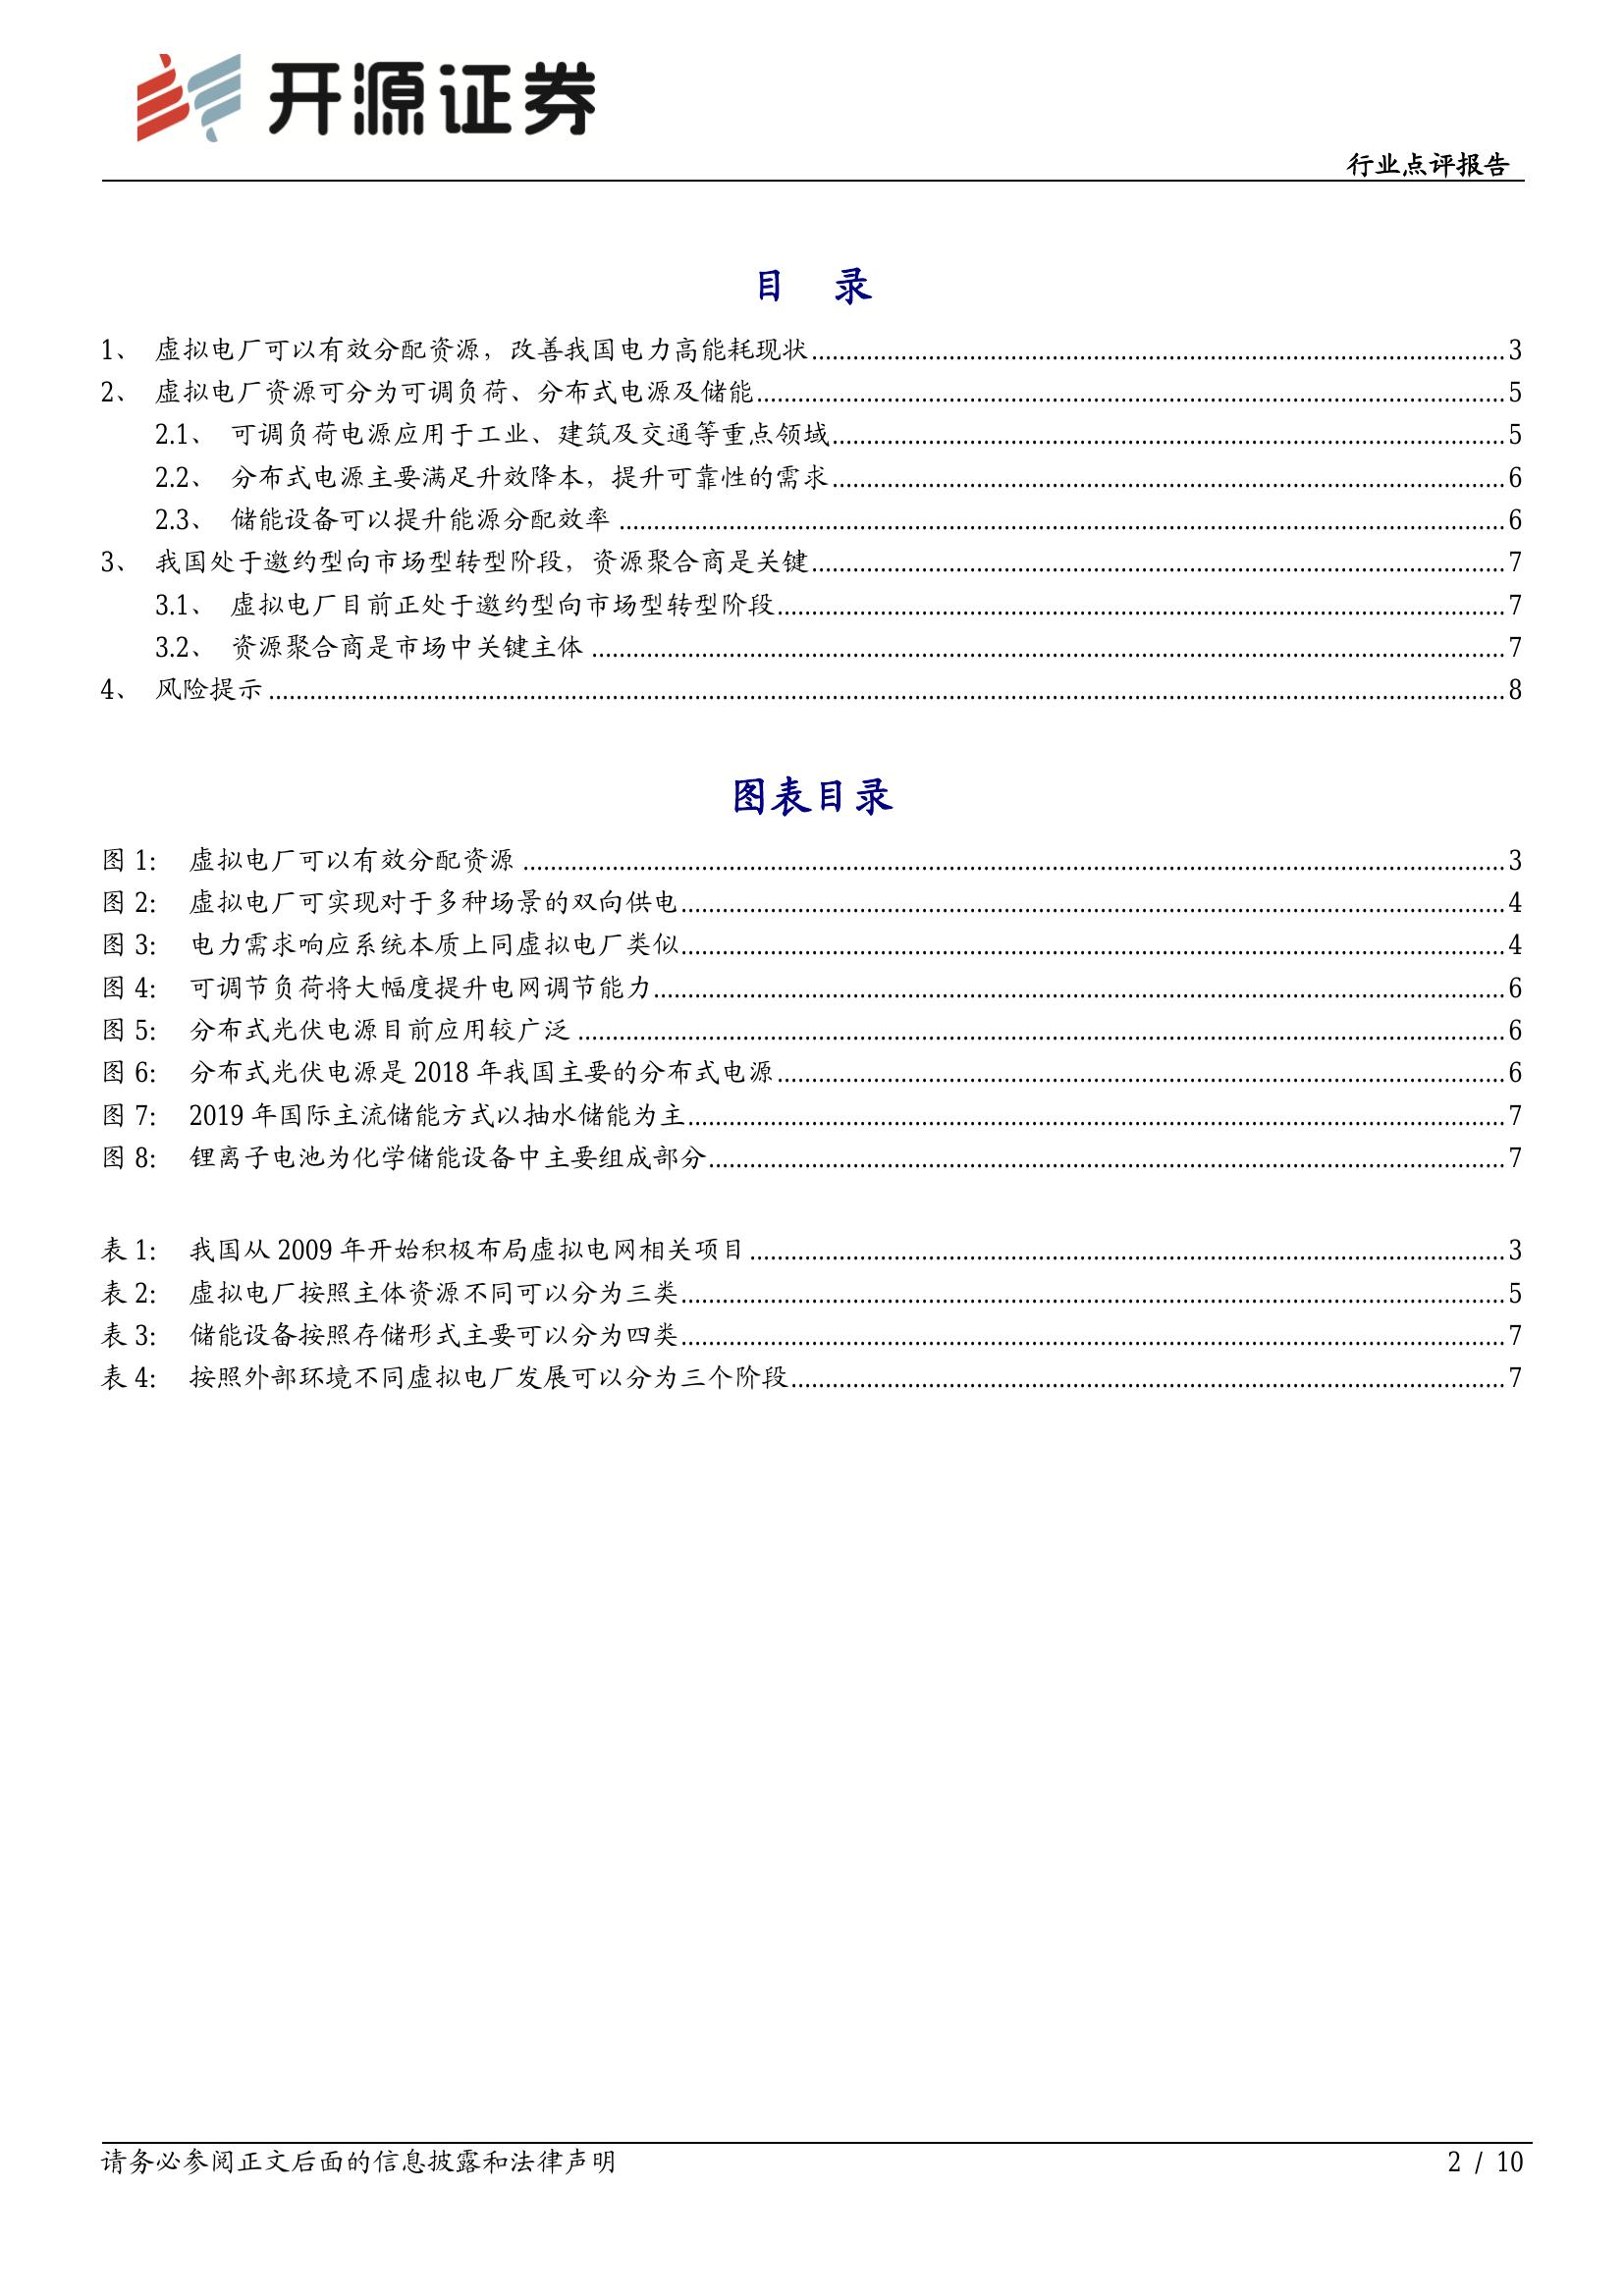 开源证券
行业点评报告
目 录
1、 虚拟电厂可以有效分配资源，改善我国电力高能耗现状 3
2、 虚拟电厂资源可分为可调负荷、分布式电源及储能 5
2.1、 可调负荷电源应用于工业、建筑及交通等重点领域 5
2.2、 分布式电源主要满足升效降本，提升可靠性的需求 6
2.3、 储能设备可以提升能源分配效率 6
3、 我国处于邀约型向市场型转型阶段，资源聚合商是关键 7
3.1、 虚拟电厂目前正处于邀约型向市场型转型阶段 7
3.2、 资源聚合商是市场中关键主体 7
4、 风险提示 8
图表目录
图 1： 虚拟电厂可以有效分配资源 3
图 2： 虚拟电厂可实现对于多种场景的双向供电 4
图 3： 电力需求响应系统本质上同虚拟电厂类似 4
图 4： 可调节负荷将大幅度提升电网调节能力 6
图 5： 分布式光伏电源目前应用较广泛 6
图 6： 分布式光伏电源是 2018 年我国主要的分布式电源 6
图 7： 2019 年国际主流储能方式以抽水储能为主 7
图 8： 锂离子电池为化学储能设备中主要组成部分 7
表 1： 我国从 2009 年开始积极布局虚拟电网相关项目 3
表 2： 虚拟电厂按照主体资源不同可以分为三类 5
表 3： 储能设备按照存储形式主要可以分为四类 7
表 4： 按照外部环境不同虚拟电厂发展可以分为三个阶段 7
请务必参阅正文后面的信息披露和法律声明 2 / 10